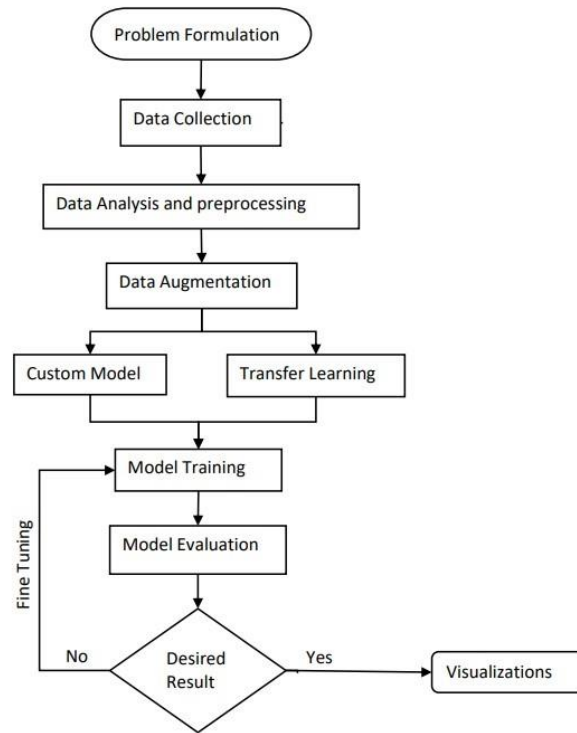 Problem Formulation
Data Collection
Data Analysis and preprocessing
Data Augmentation
Custom Model
Transfer Learning
Model Training
Model Evaluation
Fine Tuning
No
Desired
Result
Yes
Visualizations